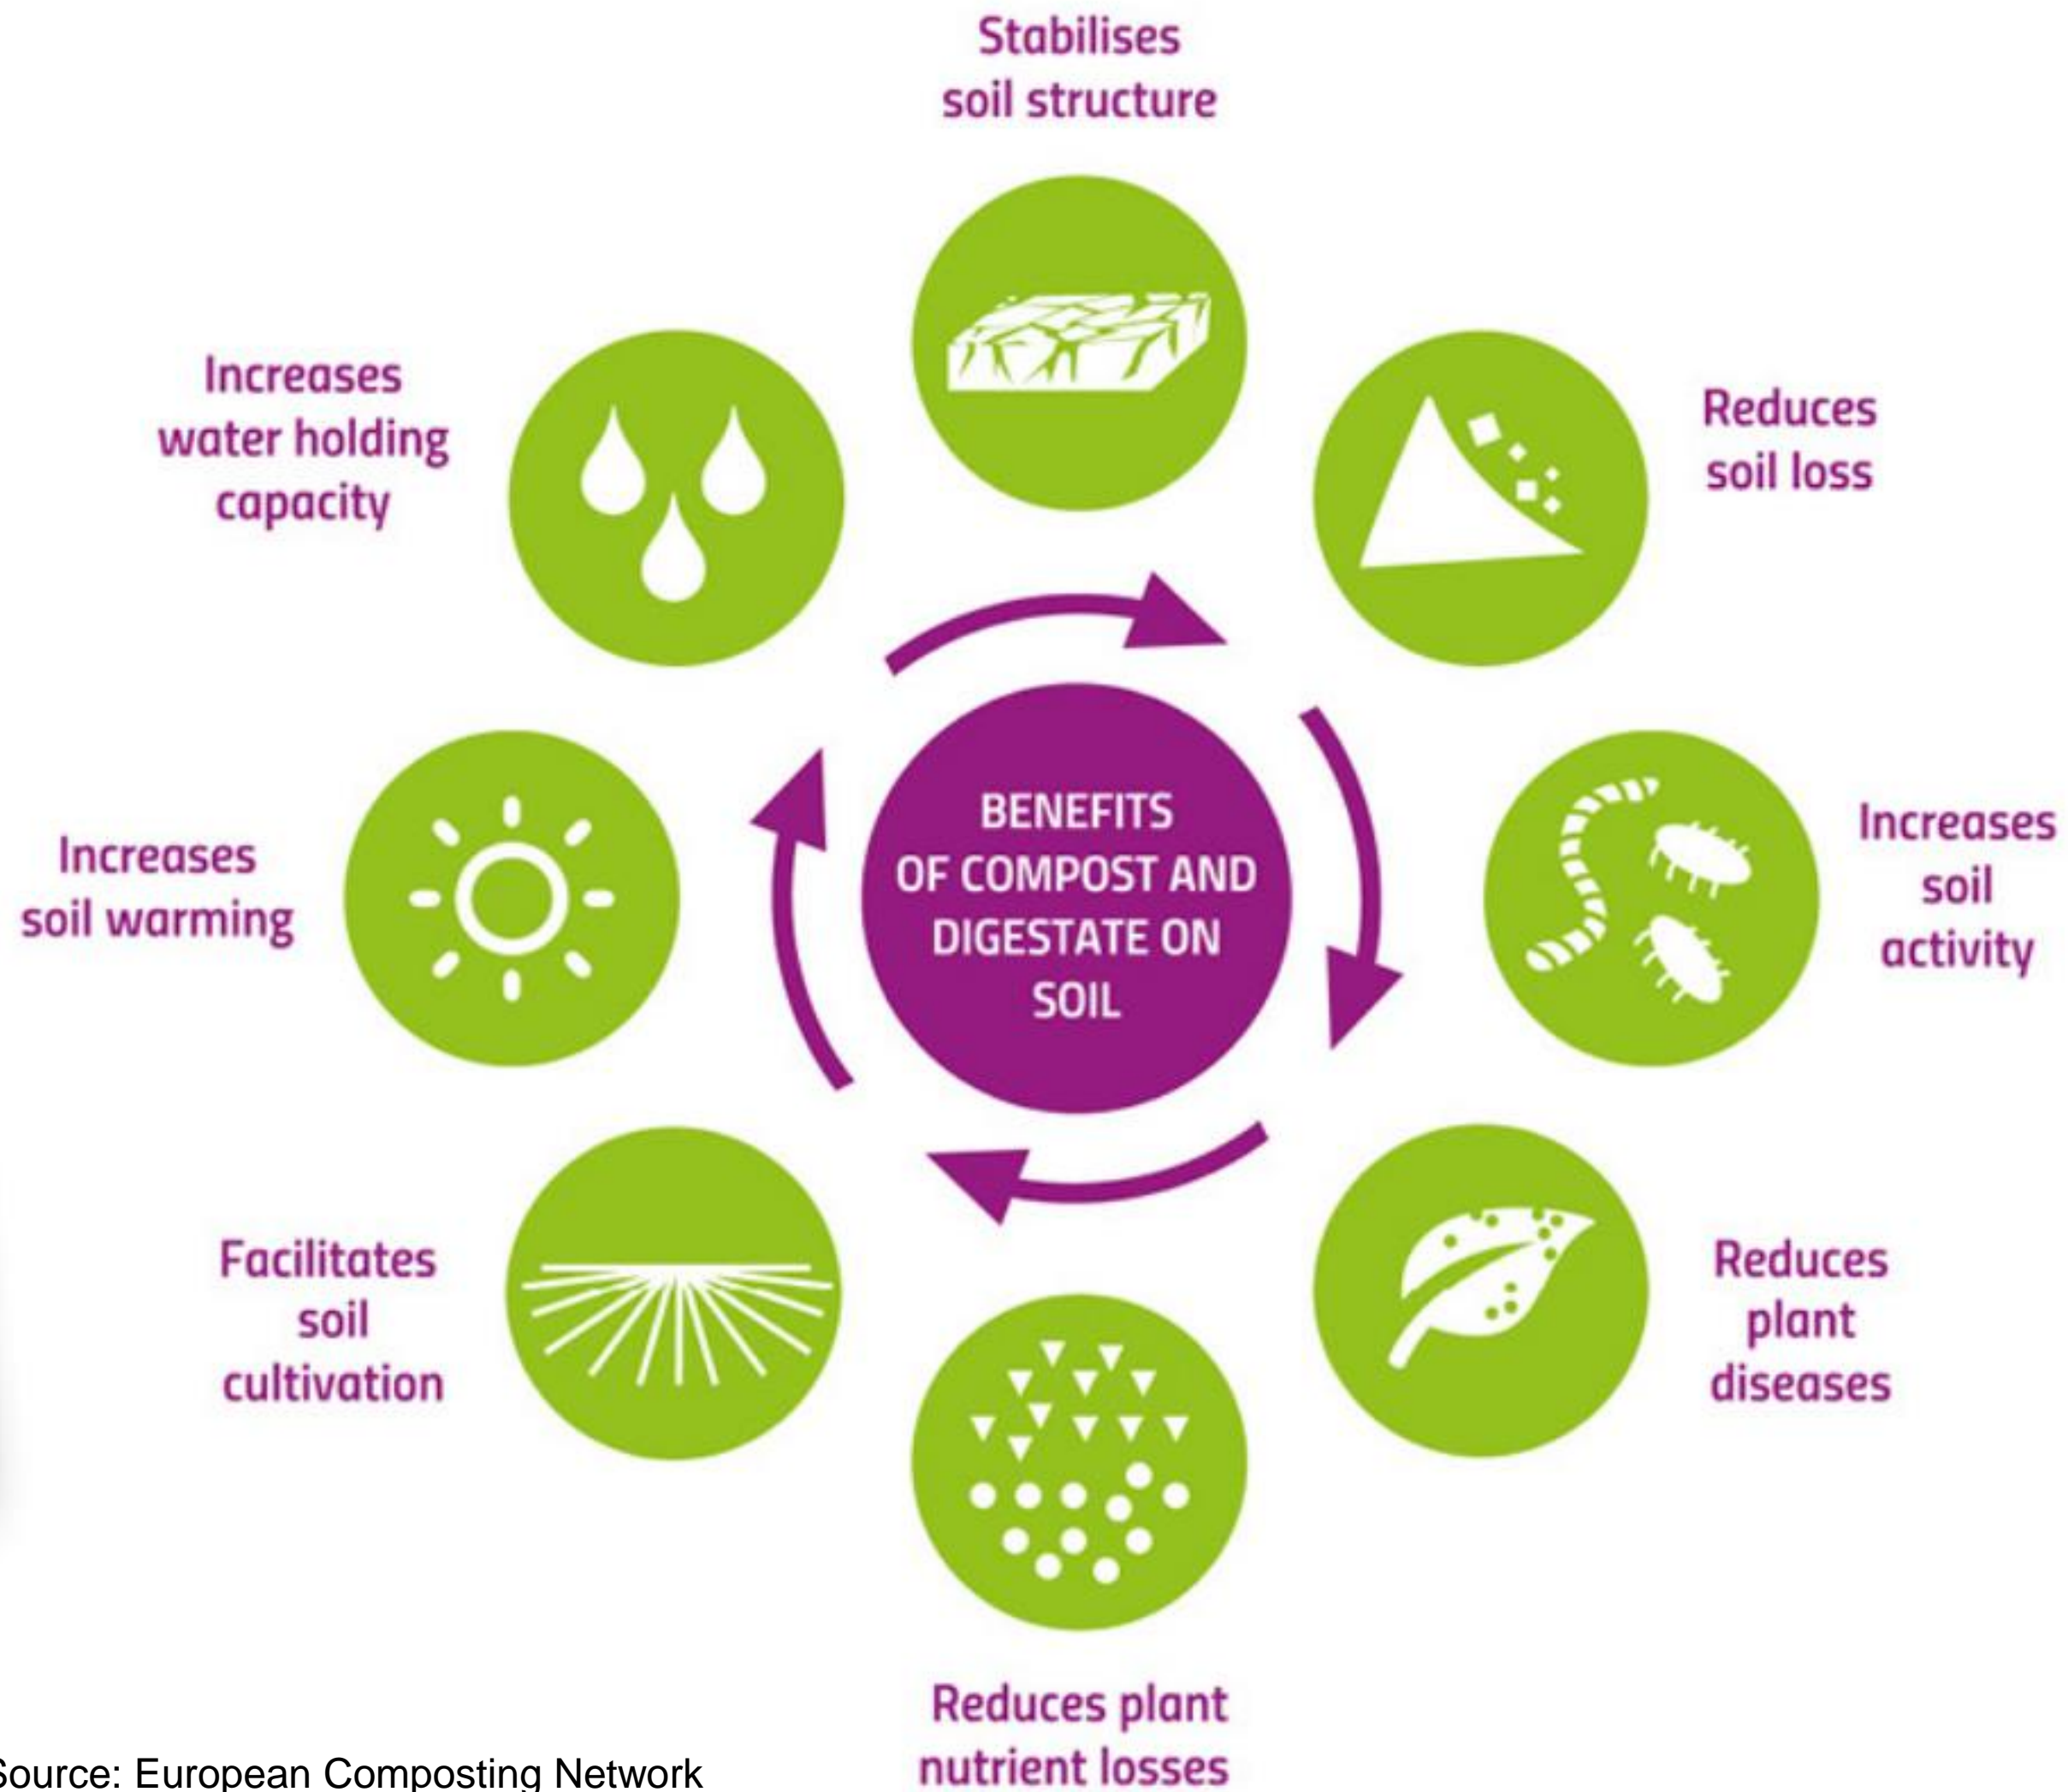 Stabilises
soil structure
Reduces
soil loss
Increases
soil
activity
Reduces
plant
diseases
Reduces plant
nutrient losses
Facilitates
soil
cultivation
Increases
soil warming
Increases
water holding
capacity
BENEFITS
OF COMPOST AND
DIGESTATE ON
SOIL
Source: European Composting Network